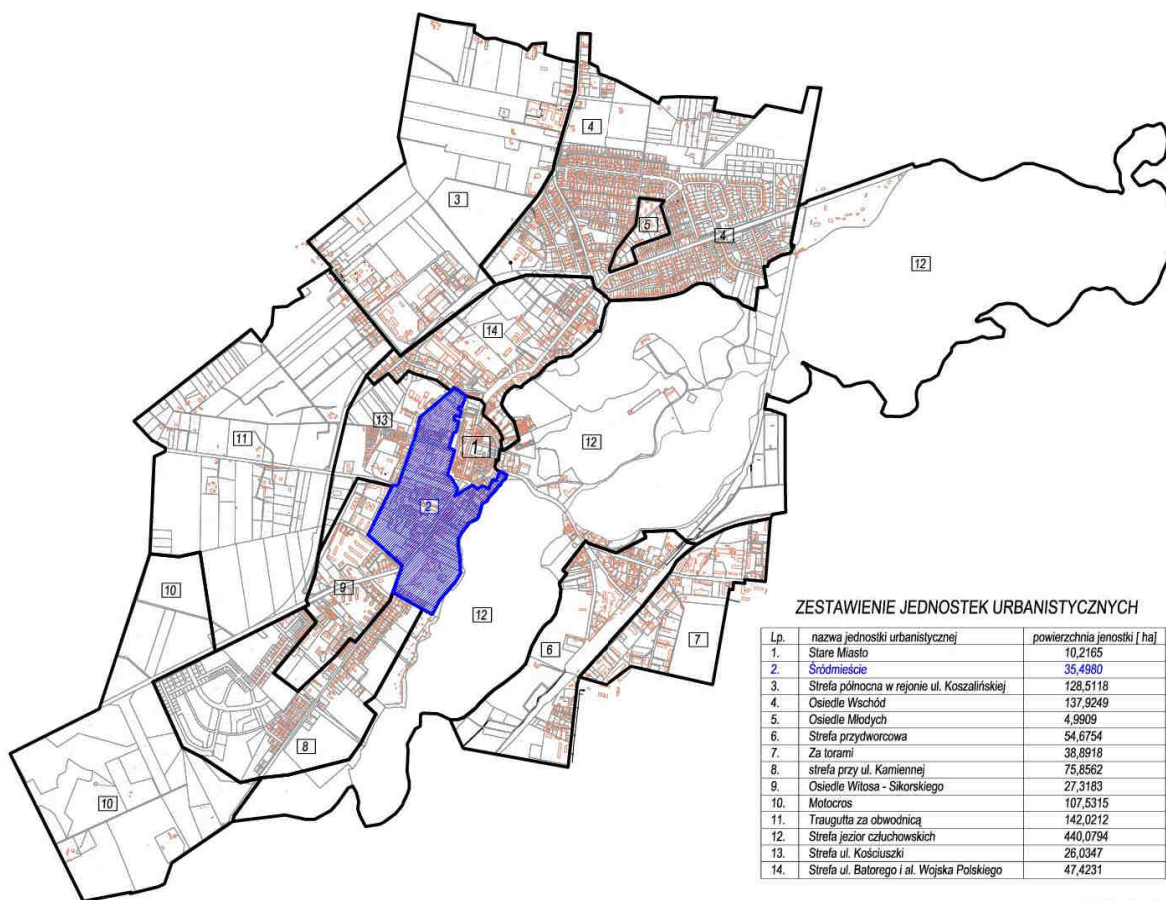 4
3
5
4
12
14
13
1
12
11
2
10
9
12
6
7
8
10
ZESTAWIENIE JEDNOSTEK URBANISTYCZNYCH
Lp. nazwa jednostki urbanistycznej powierzchnia jenostki [ ha]
1. Stare Miasto 10,2165
2. Śródmieście 35,4980
3. Strefa północna w rejonie ul. Koszalińskiej 128,5118
4. Osiedle Wschód 137,9249
5. Osiedle Młodych 4,9909
6. Strefa przydworcowa 54,6754
7. Za torami 38,8918
8. strefa przy ul. Kamiennej 75,8562
9. Osiedle Witosa - Sikorskiego 27,3183
10. Motocros 107,5315
11. Traugutta za obwodnicą 142,0212
12. Strefa jezior człuchowskich 440,0794
13. Strefa ul. Kościuszki 26,0347
14. Strefa ul. Batorego i al. Wojska Polskiego 47,4231